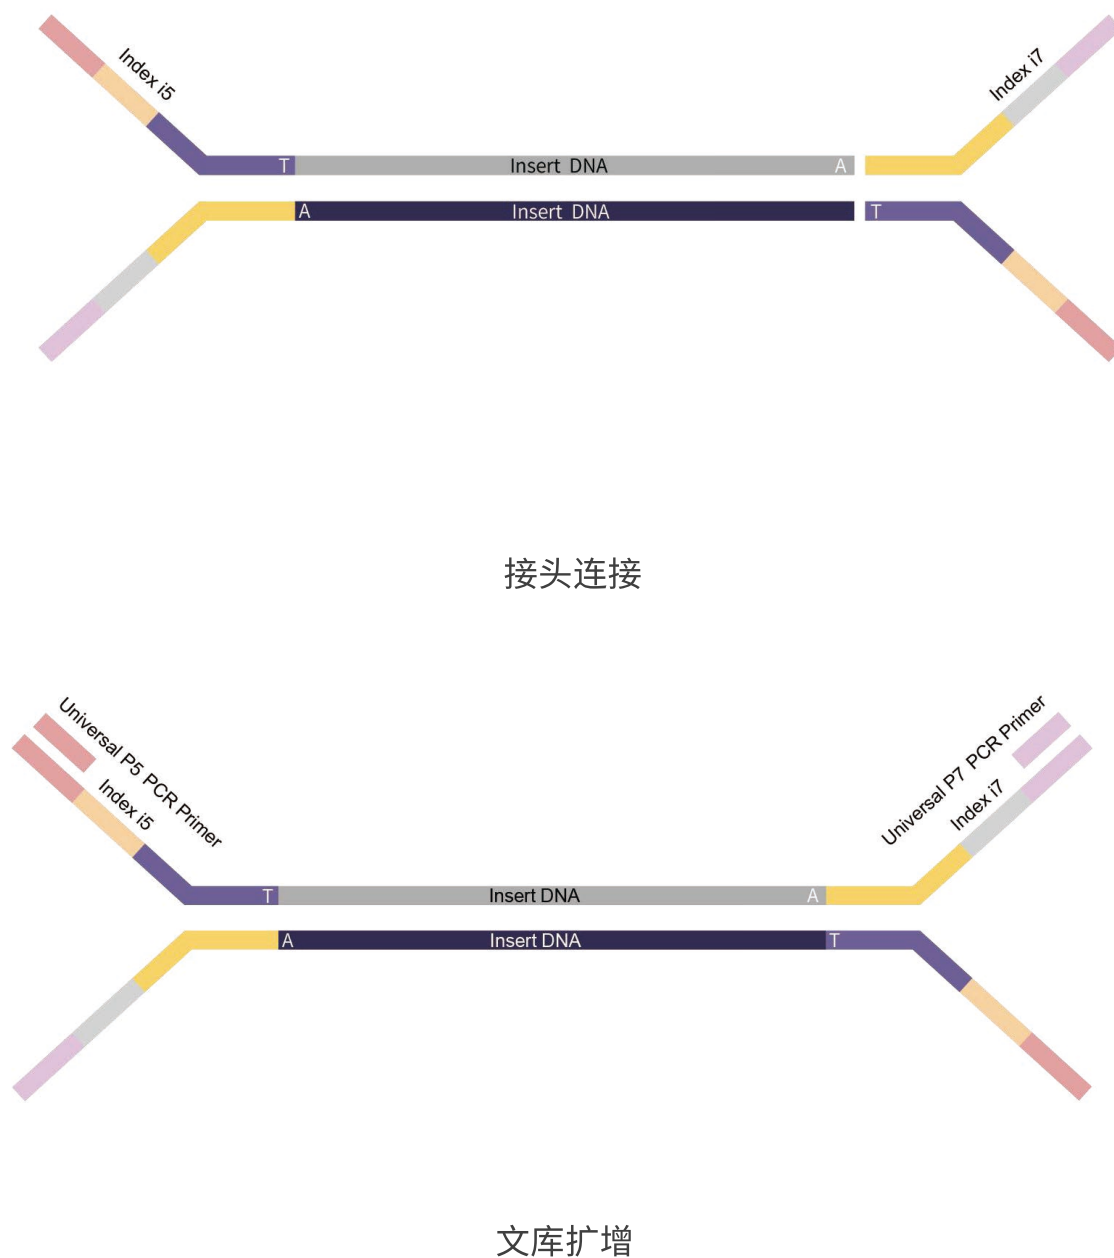 Index i5
Index i7
T
Insert DNA
A
A
Insert DNA
T
接头连接
Universal P5 PCR Primer
Universal P7 PCR Primer
Index i5
Index i7
T
Insert DNA
A
A
Insert DNA
T
文库扩增